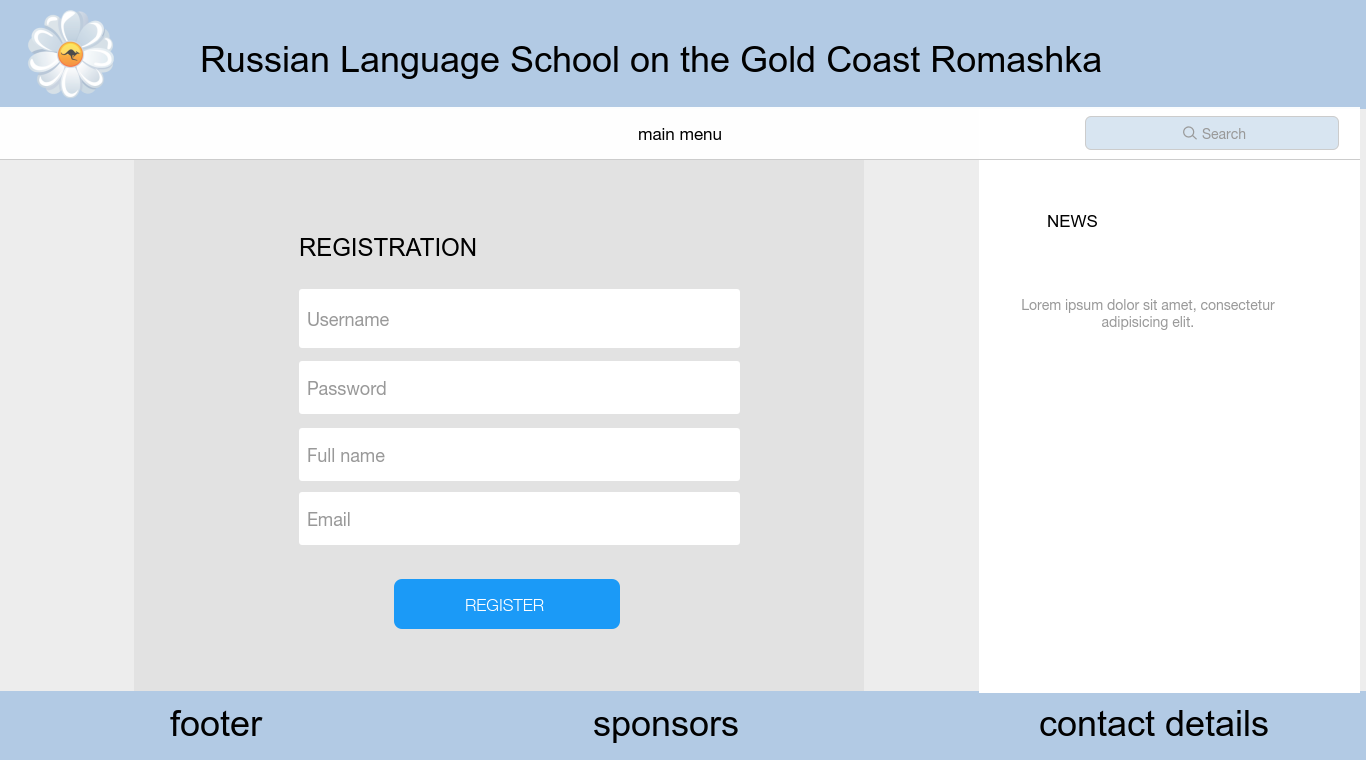 Russian Language School on the Gold Coast Romashka
main menu
Search
REGISTRATION
Username
Password
Full name
Email
REGISTER
NEWS
Lorem ipsum dolor sit amet, consectetur
adipisicing elit.
footer
sponsors
contact details